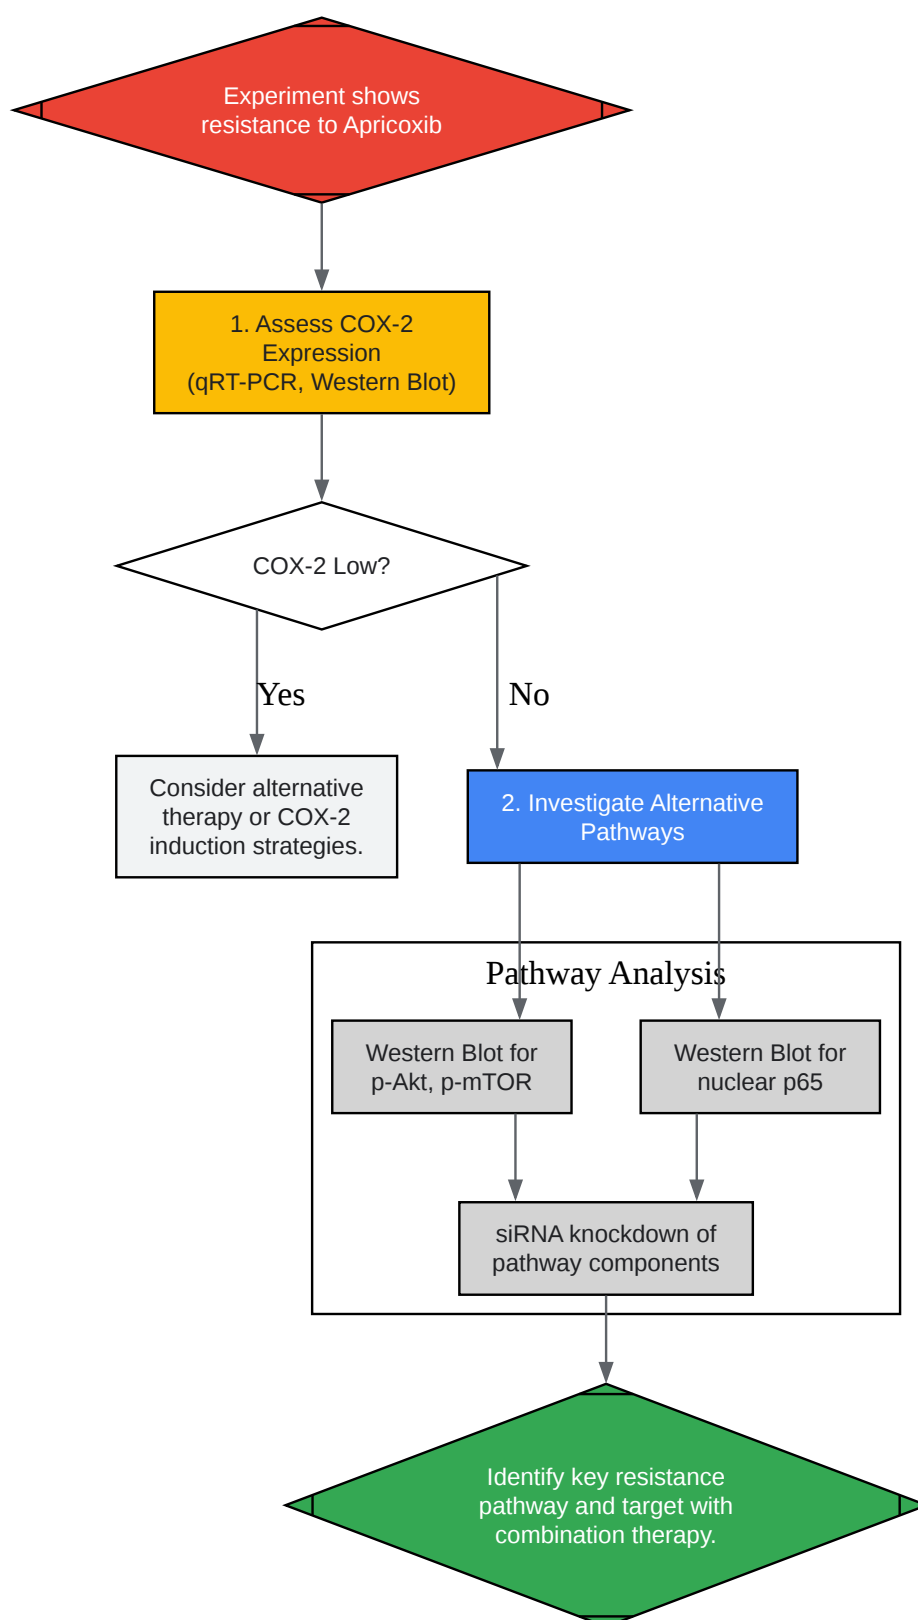 Experiment shows
resistance to Apricoxib
1. Assess COX-2
Expression
(qRT-PCR, Western Blot)
COX-2 Low?
Yes
No
Consider alternative
therapy or COX-2
induction strategies.
2. Investigate Alternative
Pathways
Pathway Analysis
Western Blot for
p-Akt, p-mTOR
Western Blot for
nuclear p65
siRNA knockdown of
pathway components
Identify key resistance
pathway and target with
combination therapy.